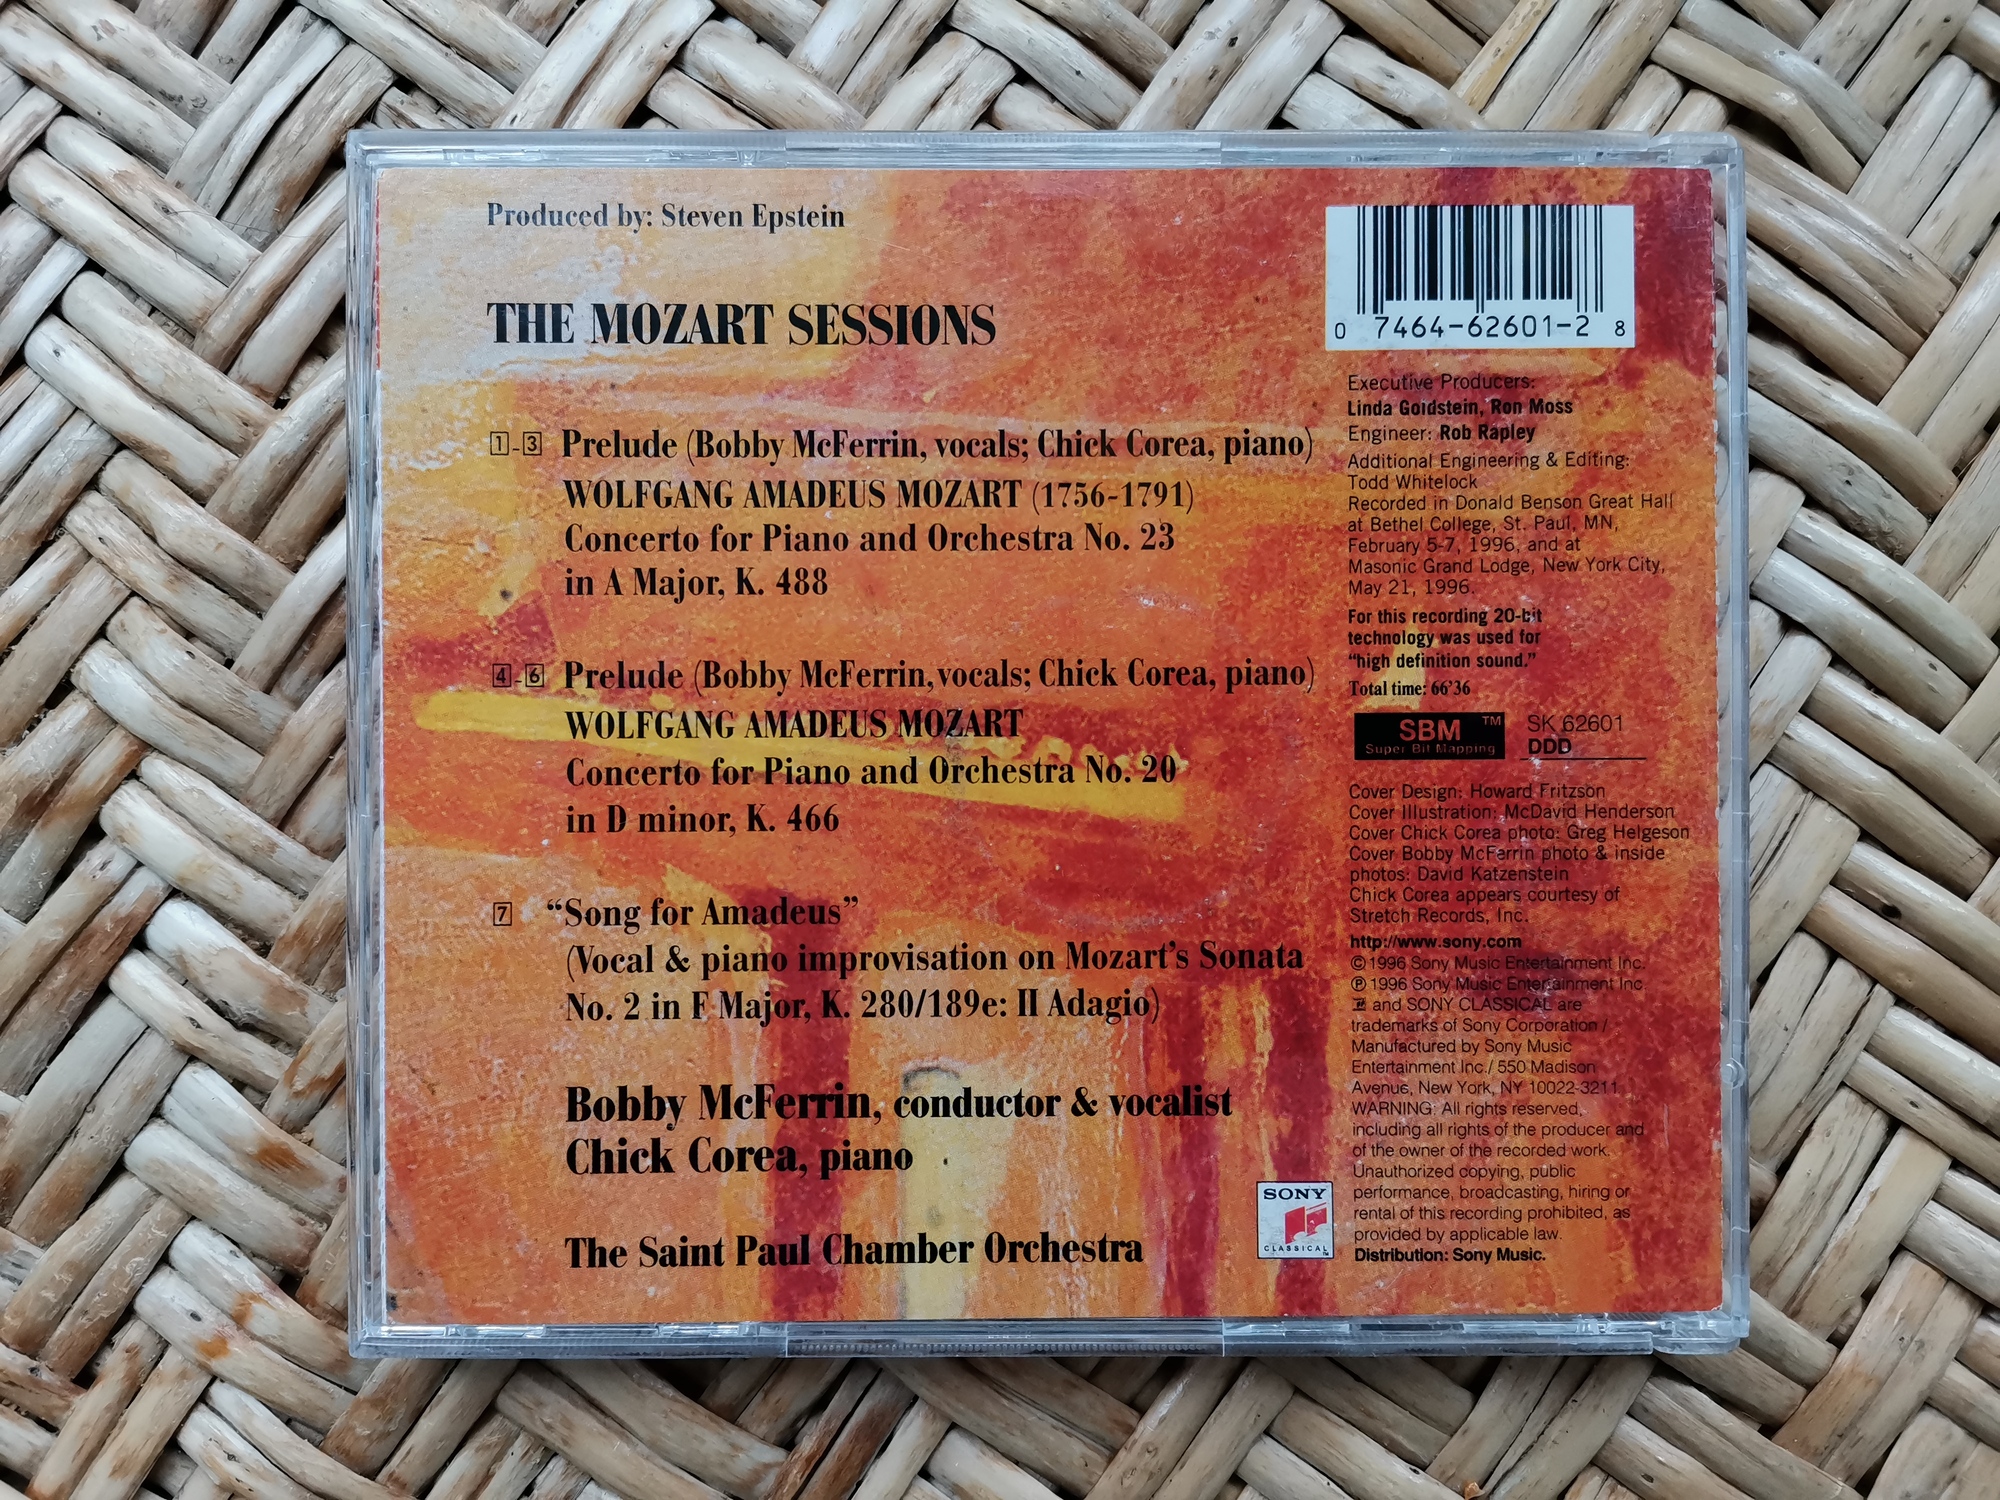 Produced by: Steven Epstein
THE MOZART SESSIONS
1-3 Prelude (Bobby McFerrin, vocals; Chick Corea, piano)
WOLFGANG AMADEUS MOZART (1756-1791)
Concerto for Piano and Orchestra No. 23
in A Major, K. 488
4-6 Prelude (Bobby McFerrin, vocals; Chick Corea, piano)
WOLFGANG AMADEUS MOZART
Concerto for Piano and Orchestra No. 20
in D minor, K. 466
7 “Song for Amadeus”
(Vocal & piano improvisation on Mozart’s Sonata
No. 2 in F Major, K. 280/189e: II Adagio)
Bobby McFerrin, conductor & vocalist
Chick Corea, piano
The Saint Paul Chamber Orchestra
SONY
CLASSICAL™
0 7464-62601-2 8
Executive Producers:
Linda Goldstein, Ron Moss
Engineer: Rob Rapley
Additional Engineering & Editing:
Todd Whitelock
Recorded in Donald Benson Great Hall
at Bethel College, St. Paul, MN,
February 5-7, 1996, and at
Masonic Grand Lodge, New York City,
May 21, 1996.
For this recording 20-bit
technology was used for
“high definition sound.”
Total time: 66’36
SBM™
Super Bit Mapping
SK 62601
DDD
Cover Design: Howard Fritzson
Cover Illustration: McDavid Henderson
Cover Chick Corea photo: Greg Helgeson
Cover Bobby McFerrin photo & inside
photos: David Katzenstein
Chick Corea appears courtesy of
Stretch Records, Inc.
http://www.sony.com
© 1996 Sony Music Entertainment Inc.
℗ 1996 Sony Music Entertainment Inc.
and SONY CLASSICAL are
trademarks of Sony Corporation /
Manufactured by Sony Music
Entertainment Inc./ 550 Madison
Avenue, New York, NY 10022-3211
WARNING: All rights reserved,
including all rights of the producer and
of the owner of the recorded work.
Unauthorized copying, public
performance, broadcasting, hiring or
rental of this recording prohibited, as
provided by applicable law.
Distribution: Sony Music.